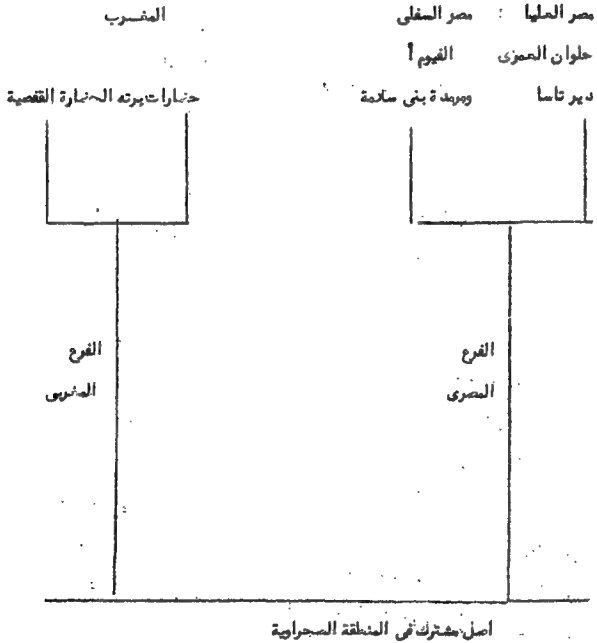 مصر العليا : مصر السفلى المغرب
حلوان العمرى الفيوم أ
دير تاسا ومرمدة بنى سلامة حضارات برته الحضارة القفصية
الفرع الفرع
المصرى المغربى
اصل مشترك فى المنطقة الصحراوية